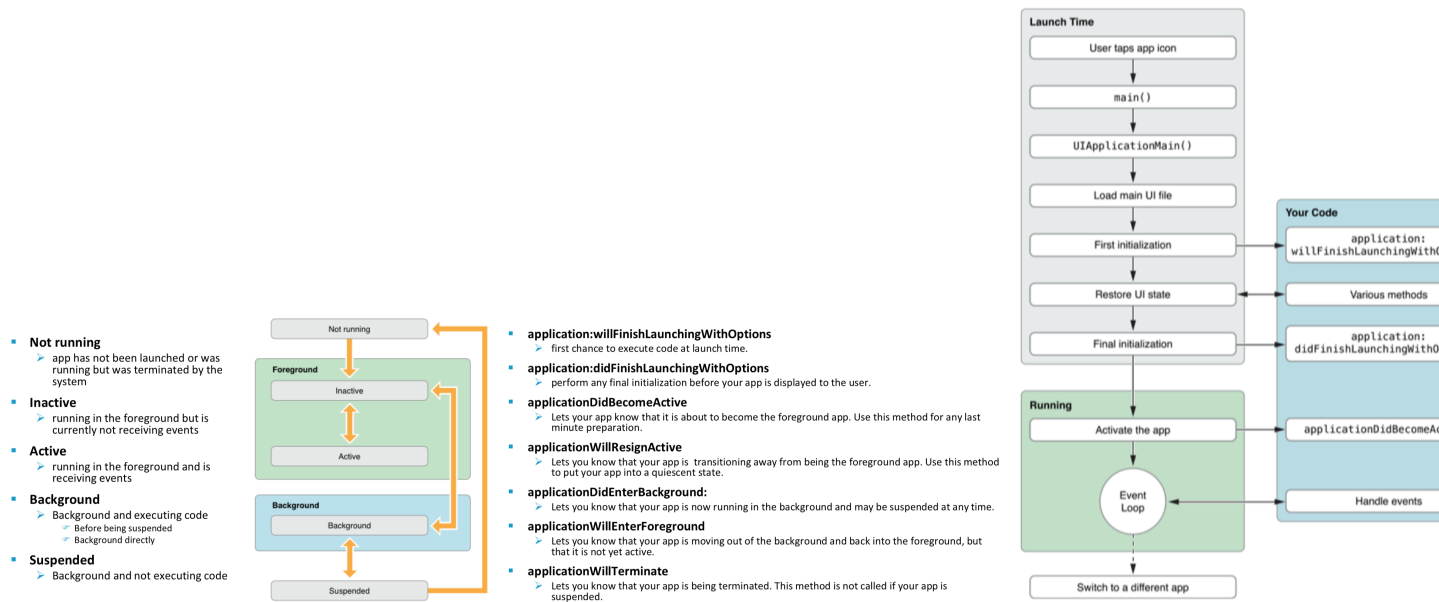 Not running
app has not been launched or was
running but was terminated by the
system
Inactive
running in the foreground but is
currently not receiving events
Active
running in the foreground and is
receiving events
Background
Background and executing code
Before being suspended
Background directly
Suspended
Background and not executing code
Not running
Foreground
Inactive
Active
Background
Background
Suspended
application:willFinishLaunchingWithOptions
first chance to execute code at launch time.
application:didFinishLaunchingWithOptions
perform any final initialization before your app is displayed to the user.
applicationDidBecomeActive
Lets your app know that it is about to become the foreground app. Use this method for any last
minute preparation.
applicationWillResignActive
Lets you know that your app is transitioning away from being the foreground app. Use this method
to put your app into a quiescent state.
applicationDidEnterBackground:
Lets you know that your app is now running in the background and may be suspended at any time.
applicationWillEnterForeground
Lets you know that your app is moving out of the background and back into the foreground, but
that it is not yet active.
applicationWillTerminate
Lets you know that your app is being terminated. This method is not called if your app is
suspended.
Launch Time
User taps app icon
main()
UIApplicationMain()
Load main UI file
First initialization
Restore UI state
Final initialization
Running
Activate the app
Event
Loop
Switch to a different app
Your Code
application:
willFinishLaunchingWith
Various methods
application:
didFinishLaunchingWith
applicationDidBecomeAc
Handle events